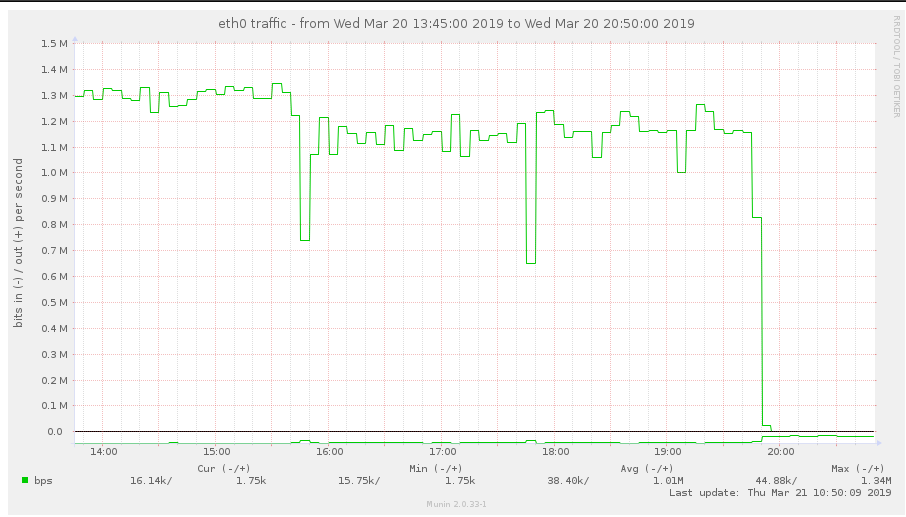 eth0 traffic - from Wed Mar 20 13:45:00 2019 to Wed Mar 20 20:50:00 2019
RRDTOOL / TOBI OETIKER
bits in (-) / out (+) per second
1.5 M
1.4 M
1.3 M
1.2 M
1.1 M
1.0 M
0.9 M
0.8 M
0.7 M
0.6 M
0.5 M
0.4 M
0.3 M
0.2 M
0.1 M
0.0
14:00 15:00 16:00 17:00 18:00 19:00 20:00
Cur (-/+) Min (-/+) Avg (-/+) Max (-/+)
bps 16.14k/ 1.75k 15.75k/ 1.75k 38.40k/ 1.01M 44.88k/ 1.34M
Last update: Thu Mar 21 10:50:09 2019
Munin 2.0.33-1